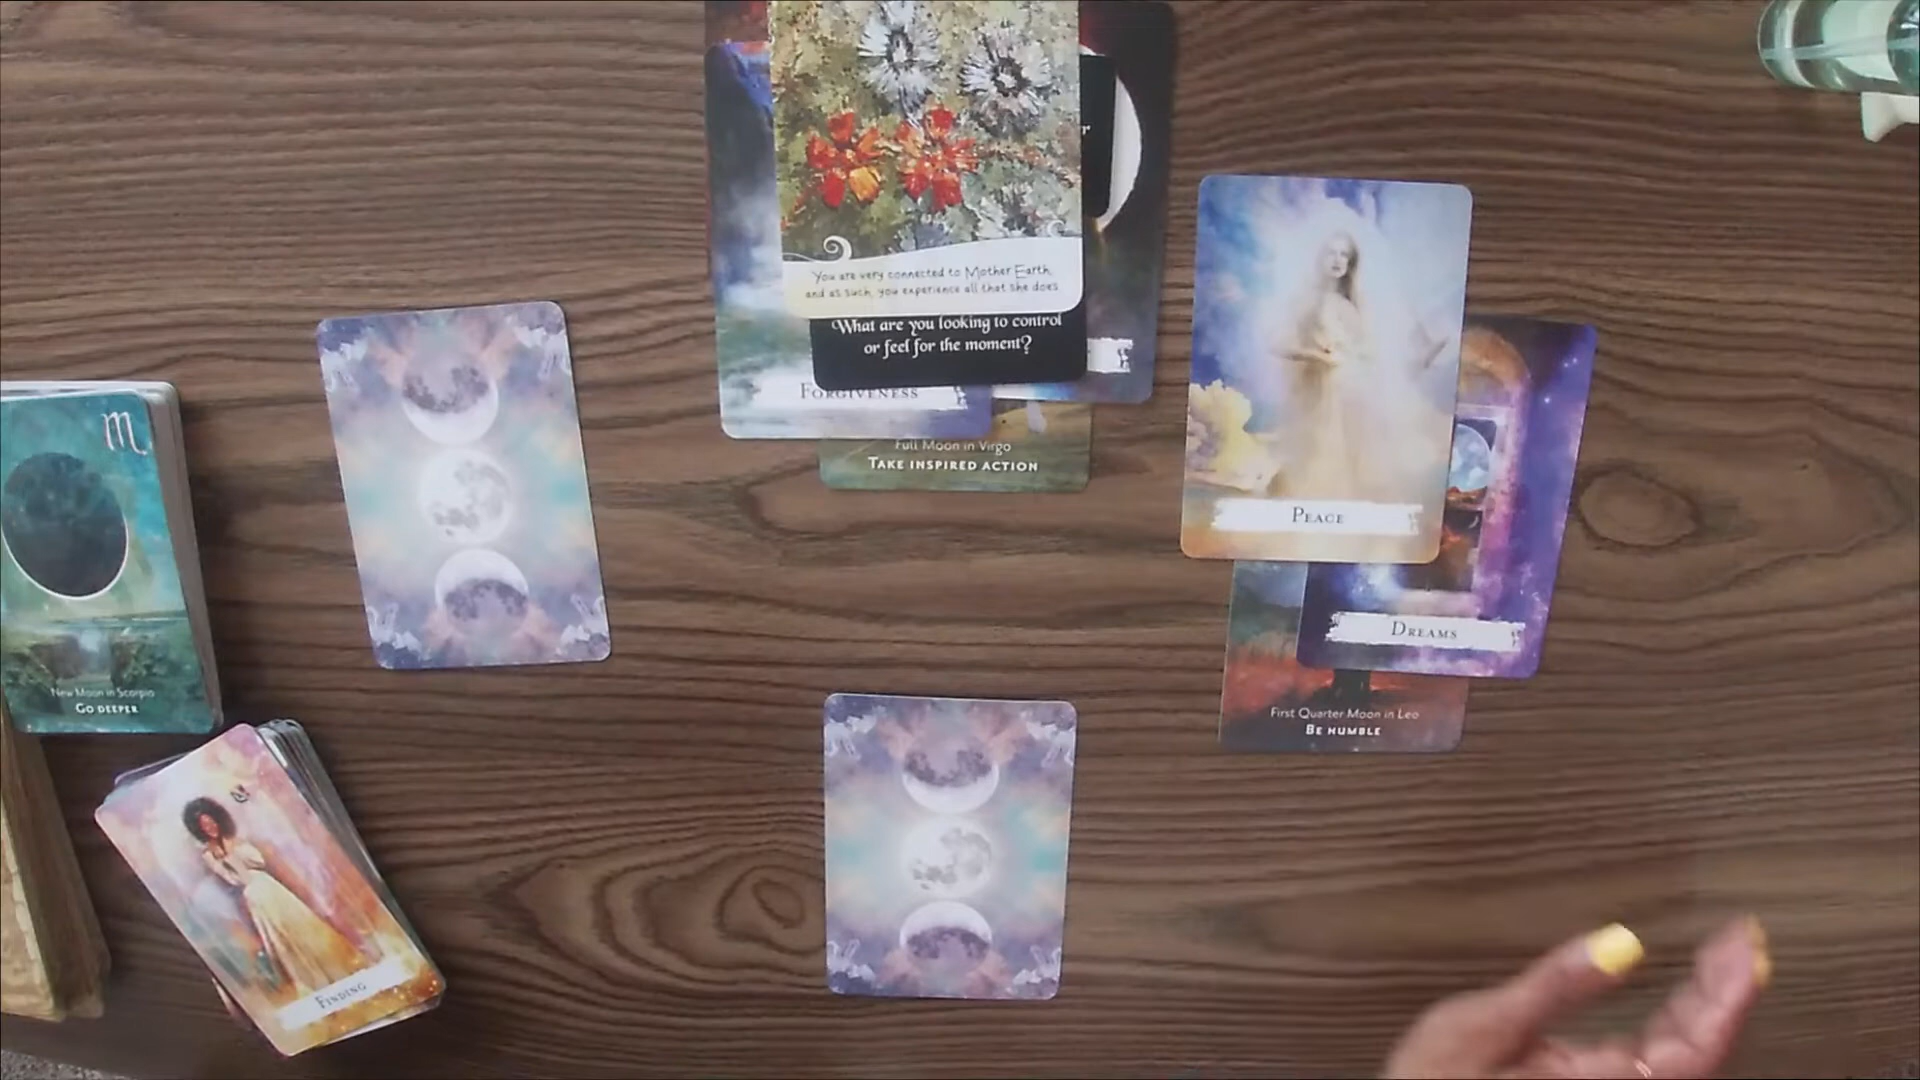 You are very connected to Mother Earth,
and as such, you experience all that she does
What are you looking to control
or feel for the moment?
Forgiveness
Full Moon in Virgo
Take inspired action
Peace
Dreams
First Quarter Moon in Leo
Be humble
New Moon in Scorpio
Go deeper
Finding